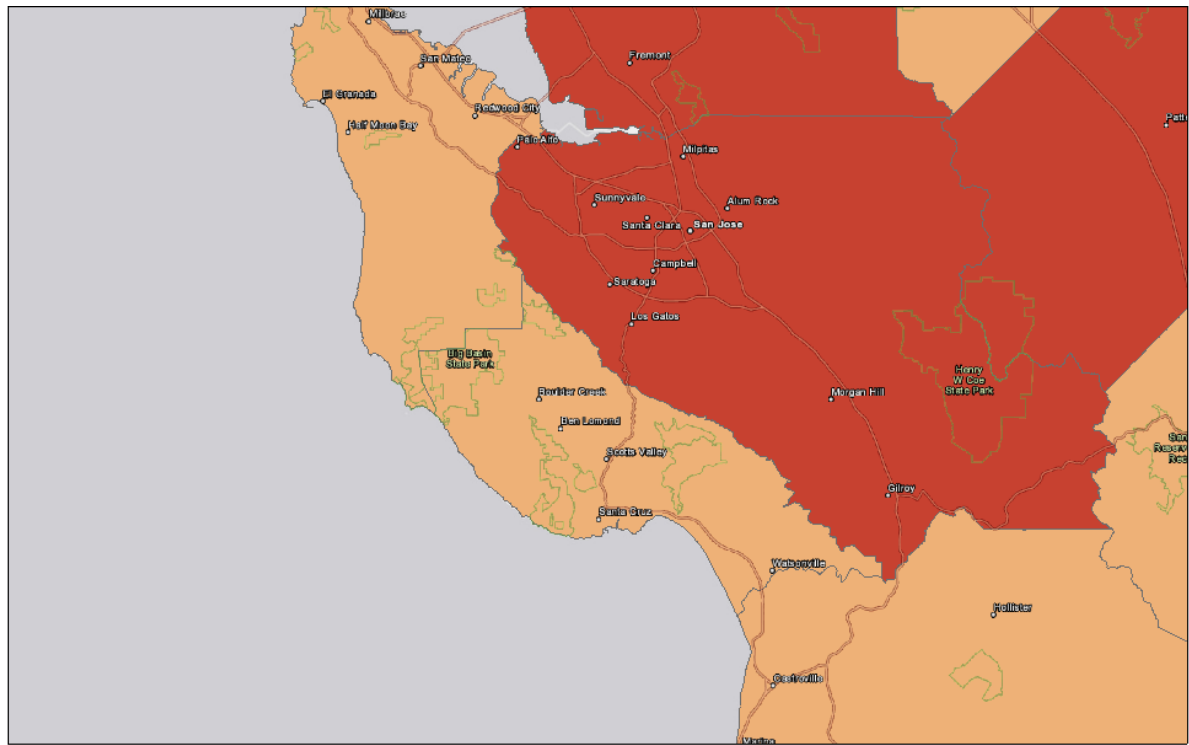 Millbrae
Fremont
San Mateo
El Granada
Redwood City
Half Moon Bay
Palo Alto
Milpitas
Sunnyvale
Alum Rock
Santa Clara
San Jose
Campbell
Saratoga
Los Gatos
Big Basin
State Park
Henry
W Coe
State Park
Boulder Creek
Morgan Hill
Ben Lomond
Scotts Valley
Gilroy
Santa Cruz
Watsonville
Hollister
Castroville
Marina